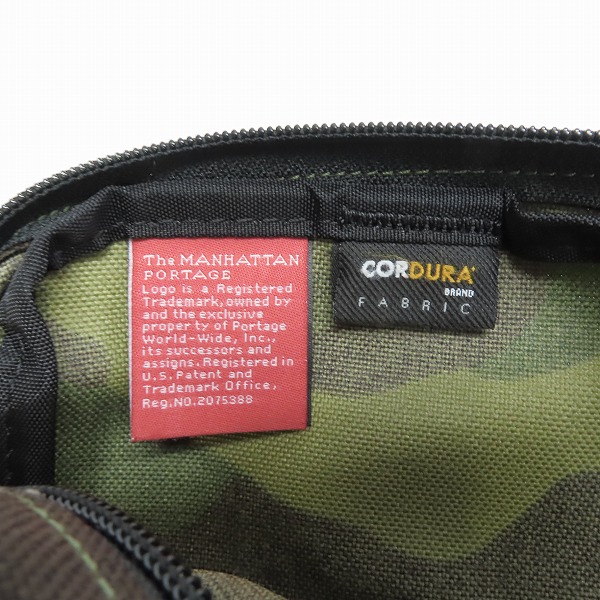 The MANHATTAN
PORTAGE
Logo is a Registered
Trademark, owned by
and the exclusive
property of Portage
World-Wide, Inc.,
its successors and
assigns. Registered in
U.S. Patent and
Trademark Office,
Reg.NO.2075388
CORDURA®
BRAND
FABRIC